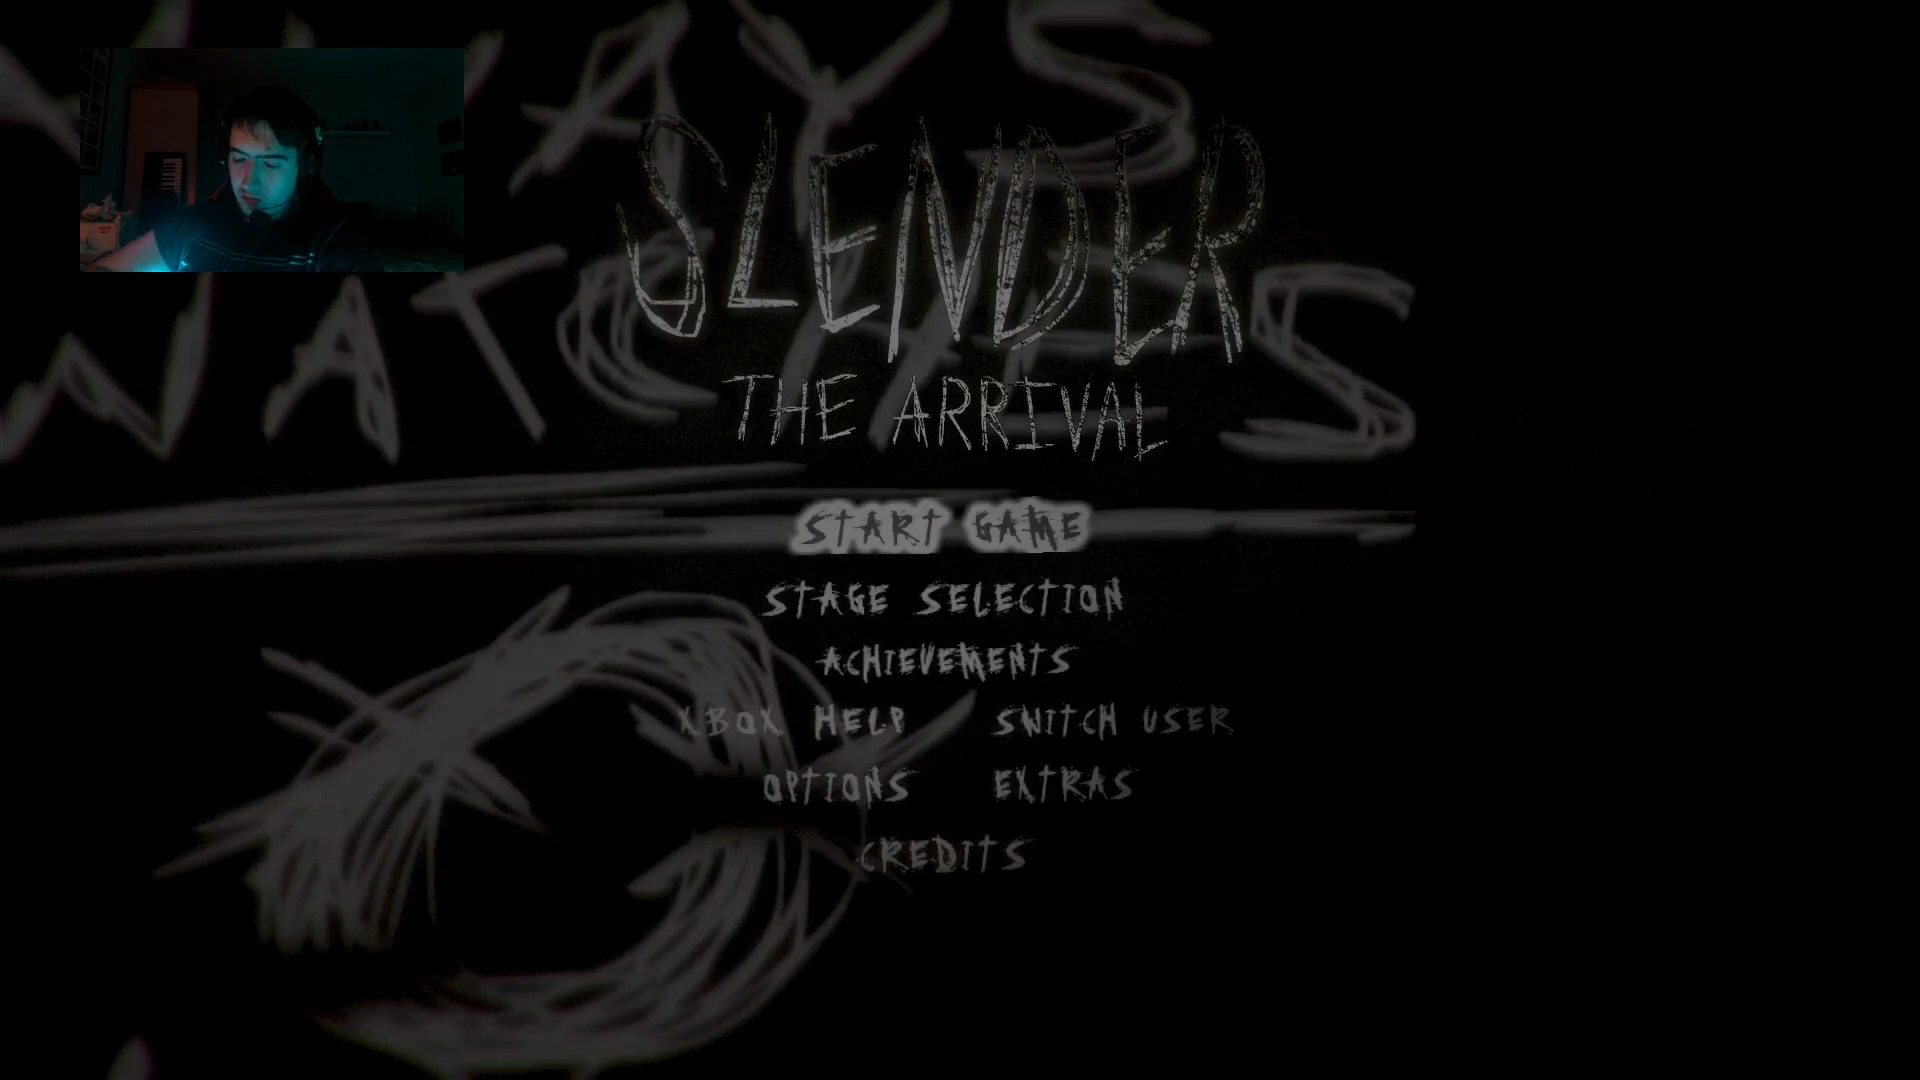 ALWAYS
WATCHES
SLENDER
THE ARRIVAL
START GAME
STAGE SELECTION
ACHIEVEMENTS
XBOX HELP SWITCH USER
OPTIONS EXTRAS
CREDITS